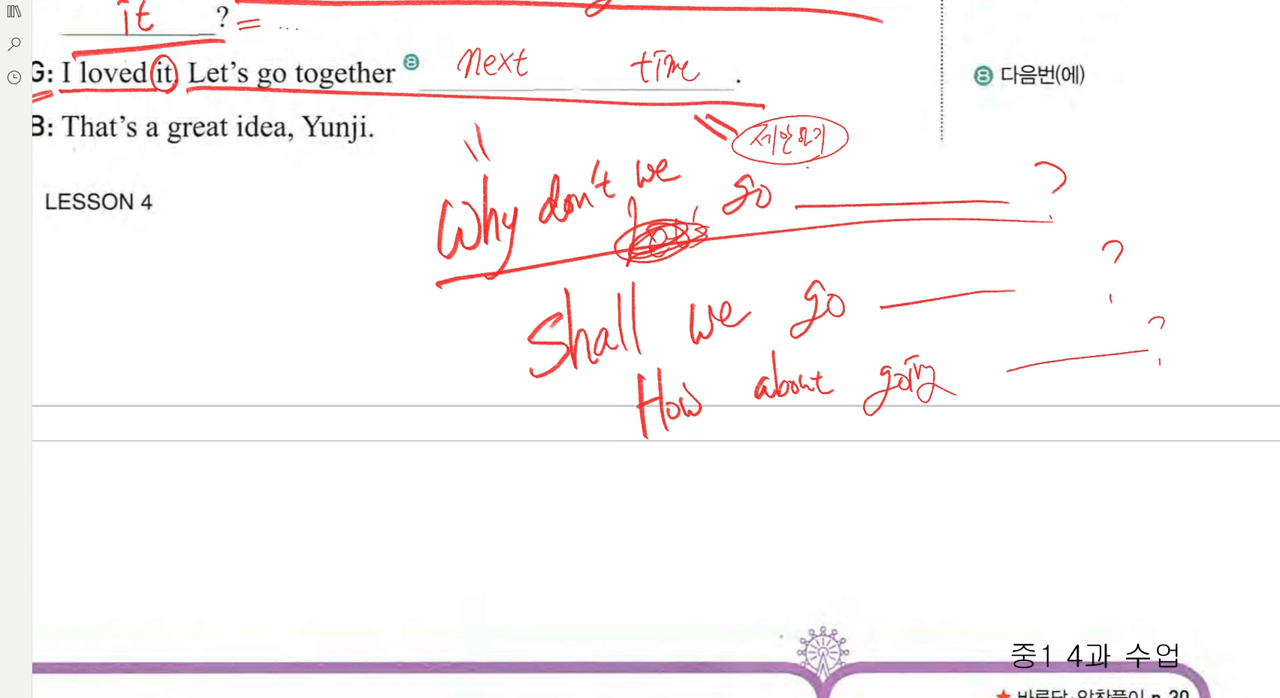 it ? = ...
G: I loved it. Let's go together ⑧ next time .
⑧ 다음번(에)
B: That's a great idea, Yunji.
제안하기
LESSON 4
Why don't we go ?
Shall we go ?
How about going ?
중1 4과 수업